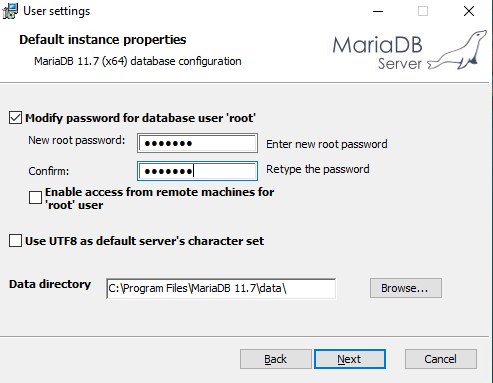 User settings
Default instance properties
MariaDB 11.7 (x64) database configuration
MariaDB
Server
Modify password for database user 'root'
New root password: ●●●●●●● Enter new root password
Confirm: ●●●●●●● Retype the password
Enable access from remote machines for
'root' user
Use UTF8 as default server's character set
Data directory C:\Program Files\MariaDB 11.7\data\ Browse...
Back Next Cancel